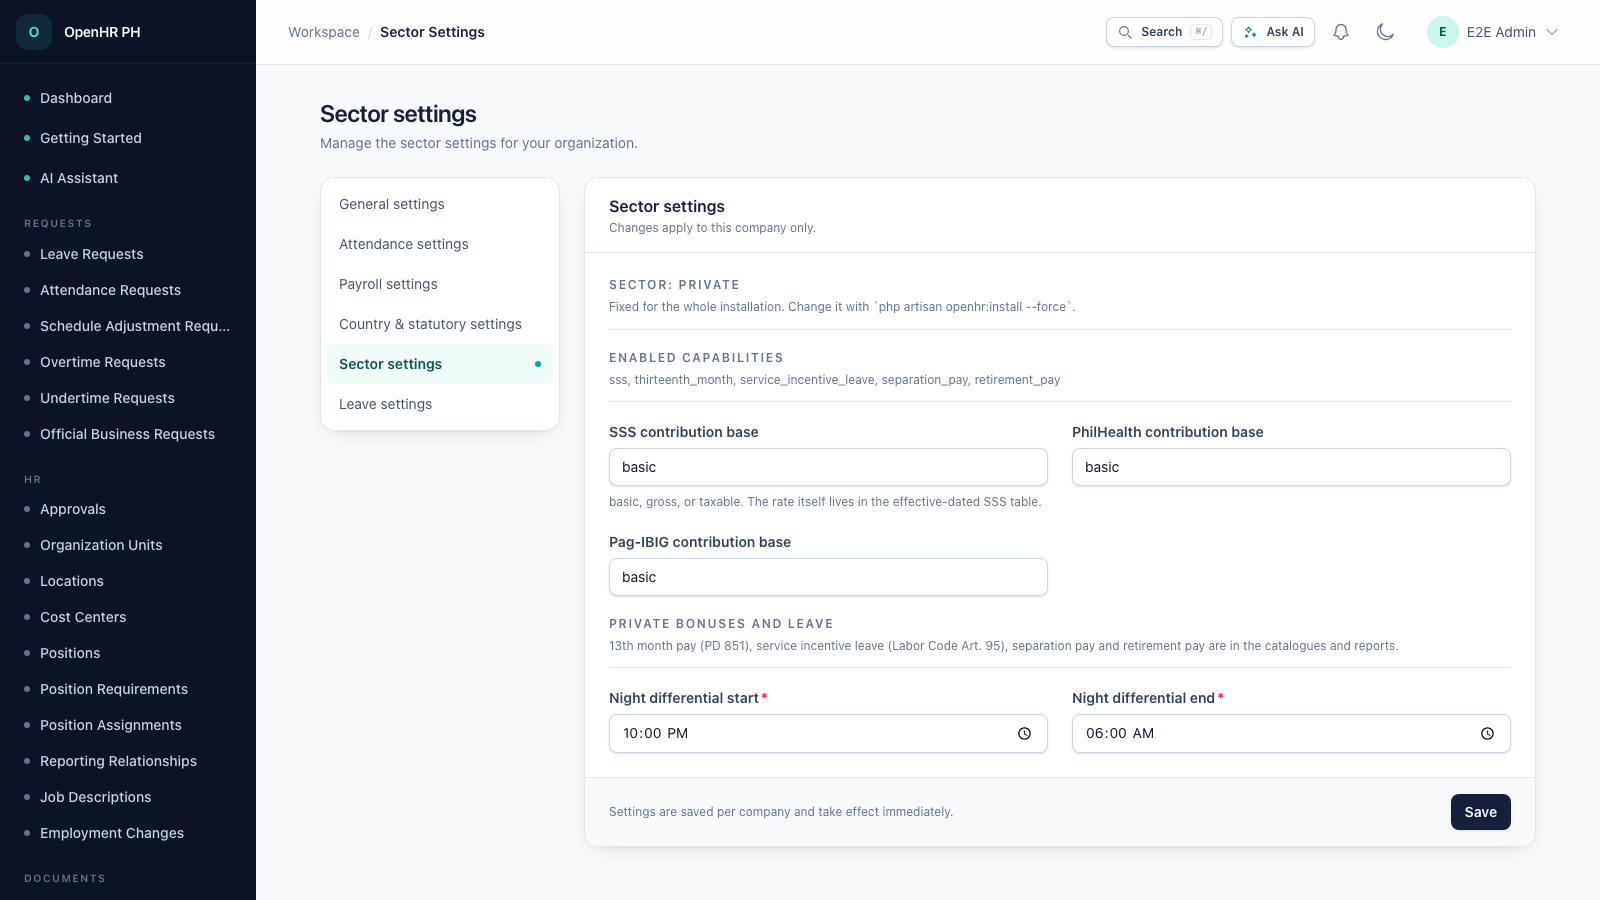 O OpenHR PH
Workspace / Sector Settings
Search ⌘/
Ask AI
E E2E Admin
Dashboard
Getting Started
AI Assistant
REQUESTS
Leave Requests
Attendance Requests
Schedule Adjustment Requ...
Overtime Requests
Undertime Requests
Official Business Requests
HR
Approvals
Organization Units
Locations
Cost Centers
Positions
Position Requirements
Position Assignments
Reporting Relationships
Job Descriptions
Employment Changes
DOCUMENTS
Sector settings
Manage the sector settings for your organization.
General settings
Attendance settings
Payroll settings
Country & statutory settings
Sector settings
Leave settings
Sector settings
Changes apply to this company only.
SECTOR: PRIVATE
Fixed for the whole installation. Change it with `php artisan openhr:install --force`.
ENABLED CAPABILITIES
sss, thirteenth_month, service_incentive_leave, separation_pay, retirement_pay
SSS contribution base
basic
basic, gross, or taxable. The rate itself lives in the effective-dated SSS table.
PhilHealth contribution base
basic
Pag-IBIG contribution base
basic
PRIVATE BONUSES AND LEAVE
13th month pay (PD 851), service incentive leave (Labor Code Art. 95), separation pay and retirement pay are in the catalogues and reports.
Night differential start*
10:00 PM
Night differential end*
06:00 AM
Settings are saved per company and take effect immediately.
Save